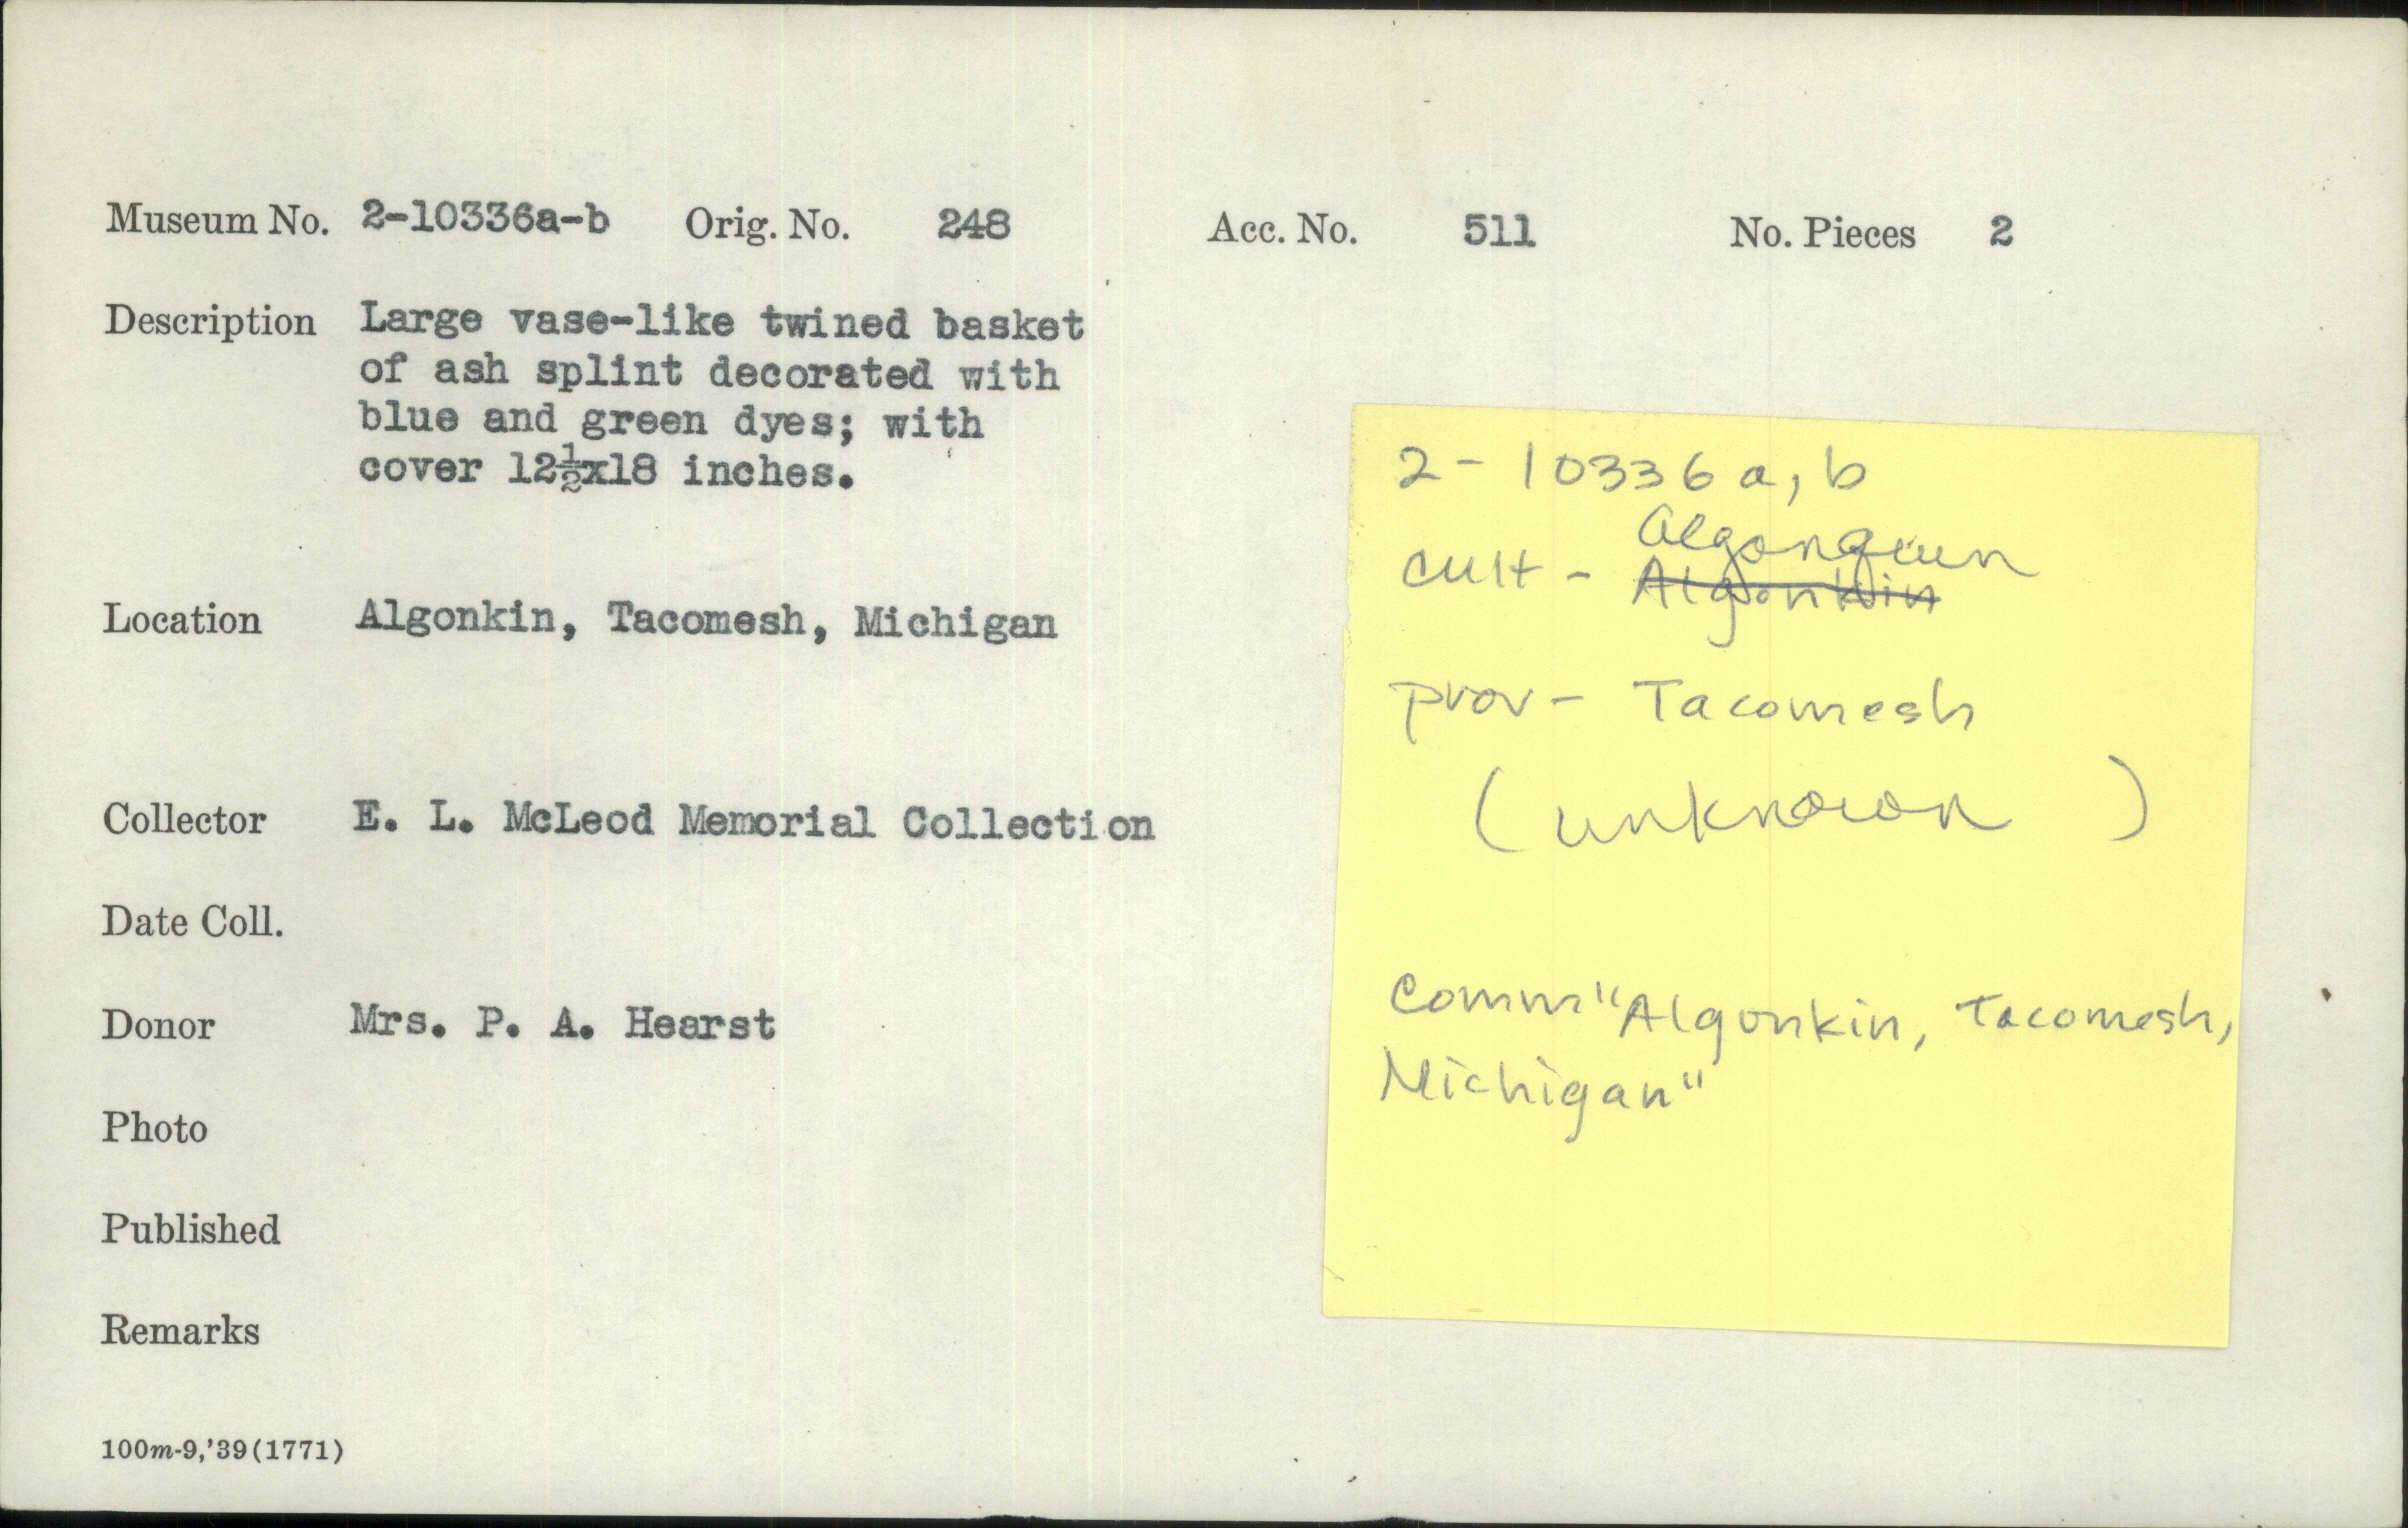 Museum No. 2-10336a-b Orig. No. 248 Acc. No. 511 No. Pieces 2
Description Large vase-like twined basket
of ash splint decorated with
blue and green dyes; with
cover 12½x18 inches.
Location Algonkin, Tacomesh, Michigan
Collector E. L. McLeod Memorial Collection
Date Coll.
Donor Mrs. P. A. Hearst
Photo
Published
Remarks
100m-9,'39(1771)
2-10336 a, b
Algonquin
cult - Algonkin
prov - Tacomesh
(unknown)
Comm "Algonkin, Tacomesh,
Michigan"